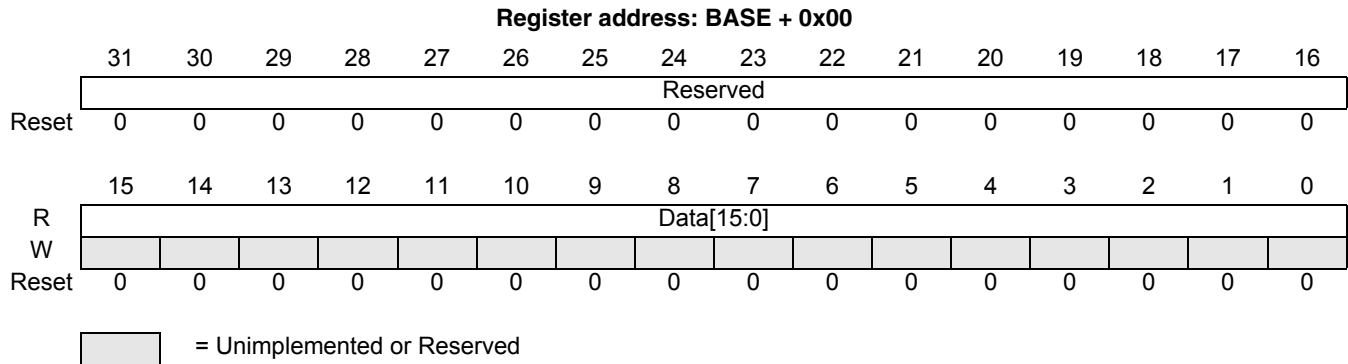 Register address: BASE + 0x00
31 30 29 28 27 26 25 24 23 22 21 20 19 18 17 16
Reserved
Reset 0 0 0 0 0 0 0 0 0 0 0 0 0 0 0 0
15 14 13 12 11 10 9 8 7 6 5 4 3 2 1 0
R Data[15:0]
W
Reset 0 0 0 0 0 0 0 0 0 0 0 0 0 0 0 0
= Unimplemented or Reserved